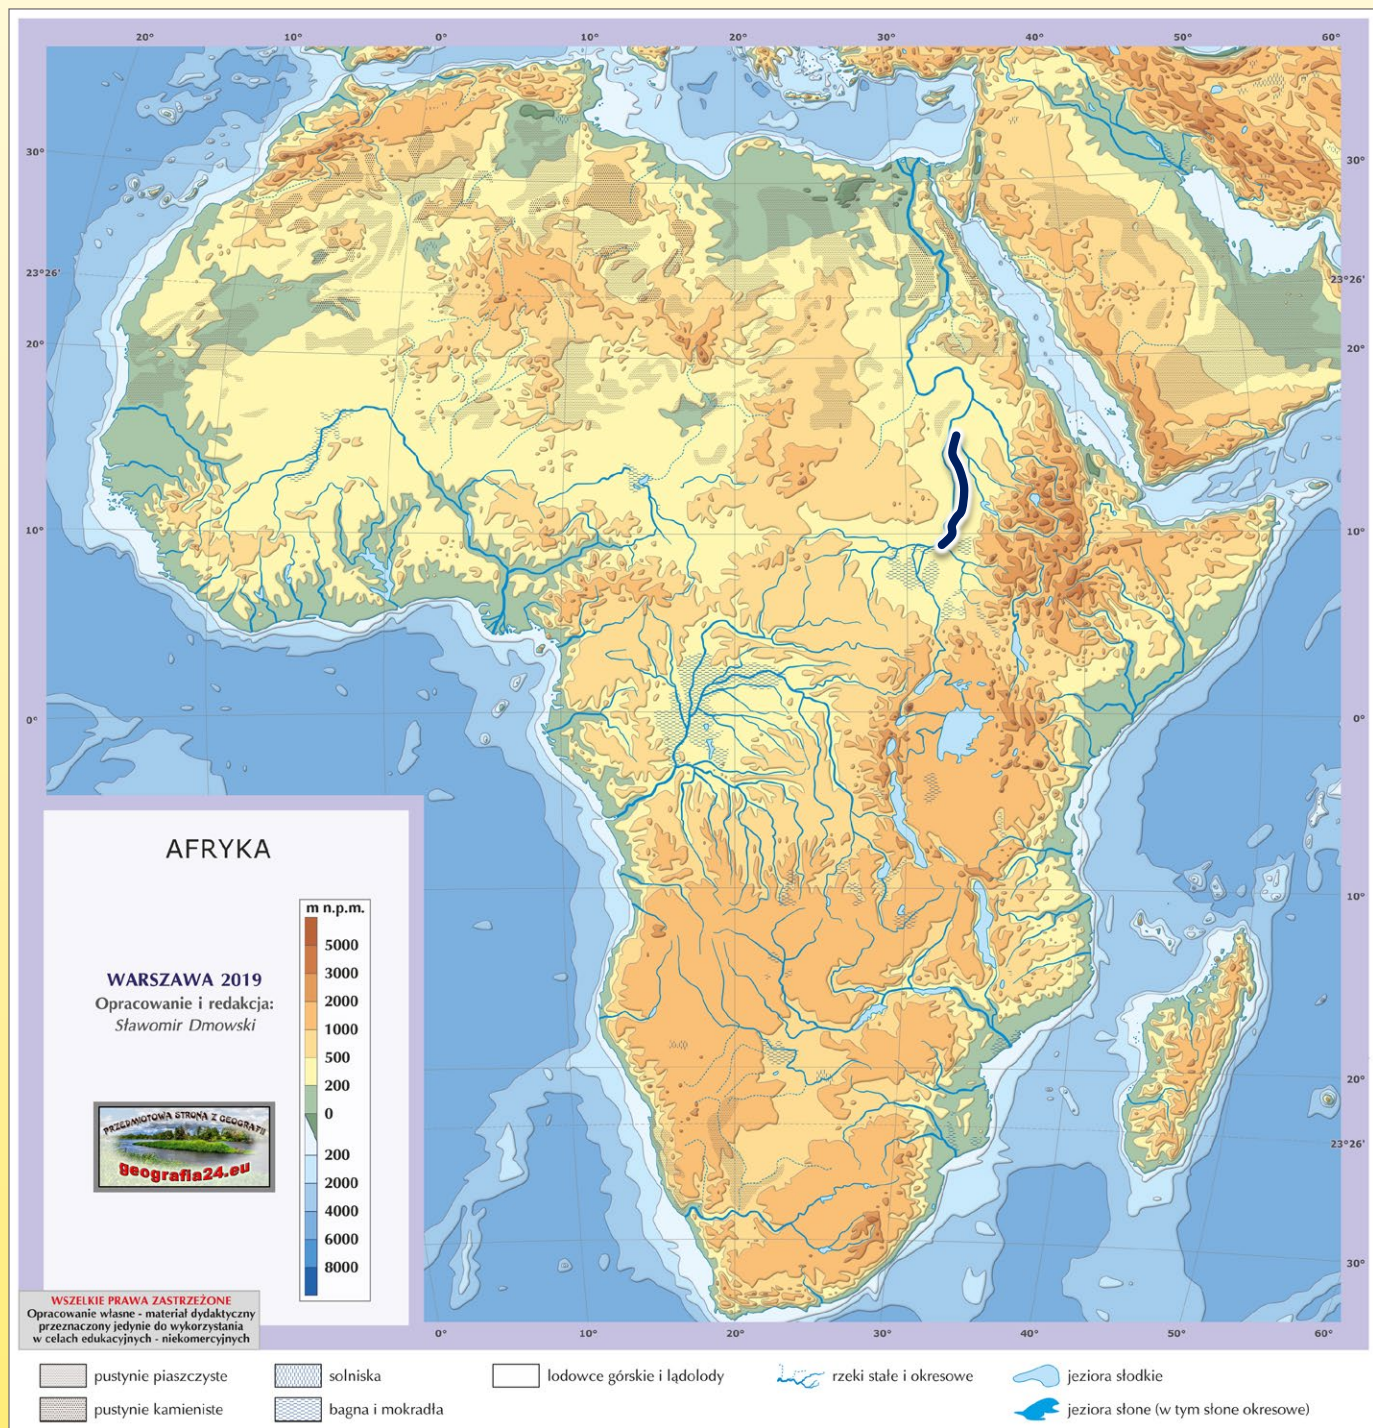 20° 10° 0° 10° 20° 30° 40° 50° 60°
30° 30°
23°26' 23°26'
20° 20°
10° 10°
0° 0°
AFRYKA
m n.p.m.
5000
3000
2000
1000
500
200
0
200
2000
4000
6000
8000
WARSZAWA 2019
Opracowanie i redakcja:
Sławomir Dmowski
PRZEDMIOTOWA STRONA Z GEOGRAFII
geografia24.eu
10°
20°
23°26'
30°
WSZELKIE PRAWA ZASTRZEŻONE
Opracowanie własne - materiał dydaktyczny
przeznaczony jedynie do wykorzystania
w celach edukacyjnych - niekomercyjnych
0° 10° 20° 30° 40° 50° 60°
pustynie piaszczyste
solniska
lodowce górskie i lądolody
rzeki stałe i okresowe
jeziora słodkie
pustynie kamieniste
bagna i mokradła
jeziora słone (w tym słone okresowe)